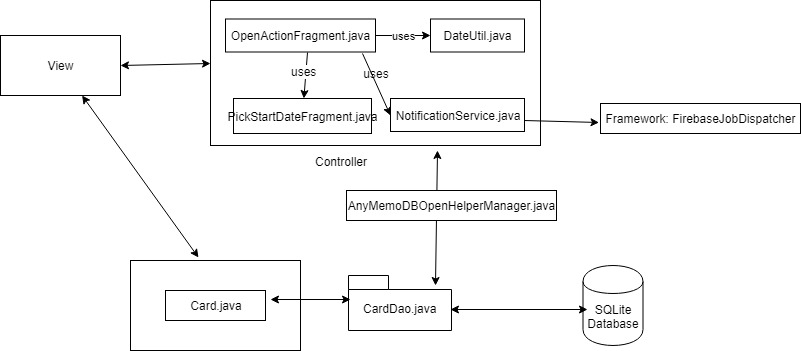 OpenActionFragment.java
uses
DateUtil.java
View
uses
uses
PickStartDateFragment.java
NotificationService.java
Framework: FirebaseJobDispatcher
Controller
AnyMemoDBOpenHelperManager.java
Card.java
CardDao.java
SQLite
Database